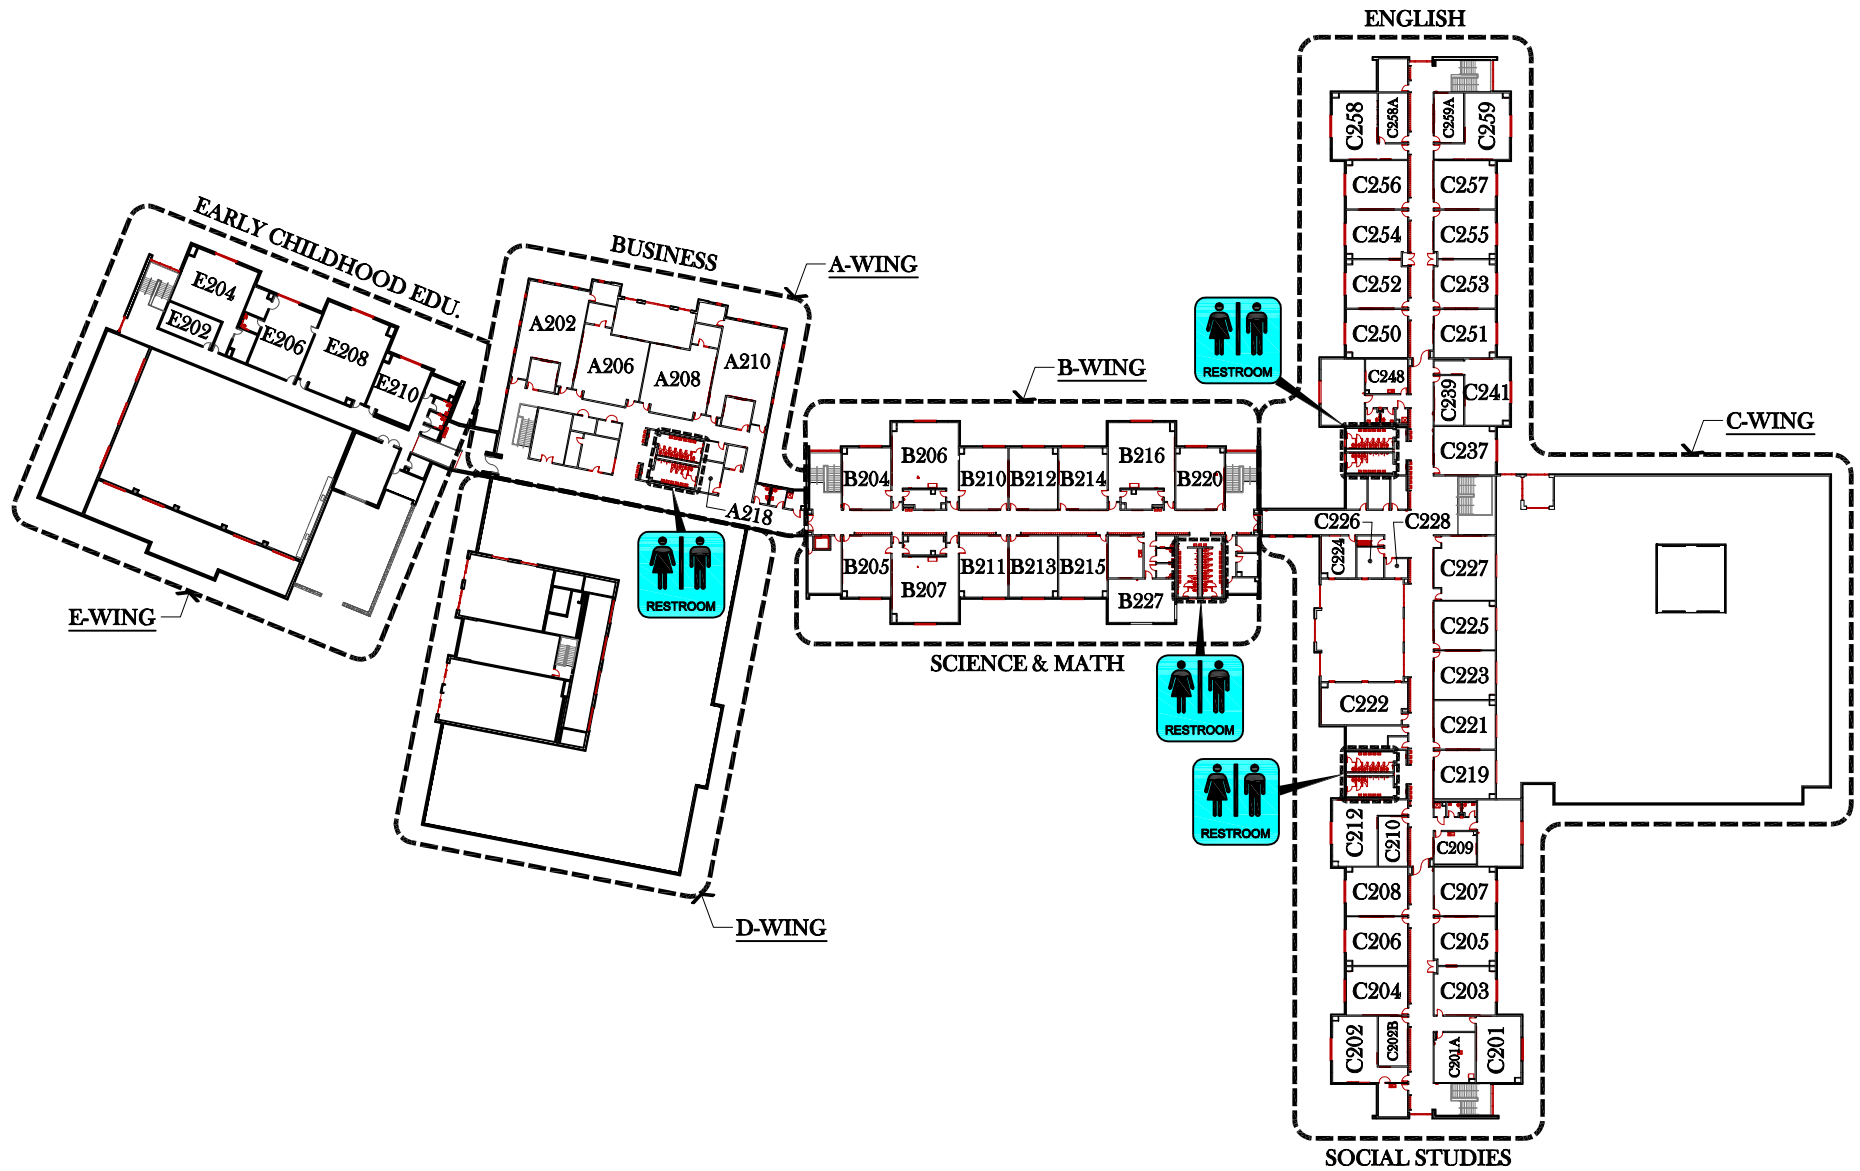 ENGLISH
C258
C258A
C259A
C259
C256
C257
C254
C255
C252
C253
C250
C251
C248
C239
C241
C237
RESTROOM
EARLY CHILDHOOD EDU.
E204
E202
E206
E208
E210
E-WING
BUSINESS
A-WING
A202
A206
A208
A210
A218
RESTROOM
D-WING
B-WING
B204
B206
B210
B212
B214
B216
B220
B205
B207
B211
B213
B215
B227
SCIENCE & MATH
RESTROOM
C-WING
C226
C228
C224
C227
C225
C223
C222
C221
C219
RESTROOM
C212
C210
C209
C208
C207
C206
C205
C204
C203
C202
C202B
C201A
C201
SOCIAL STUDIES